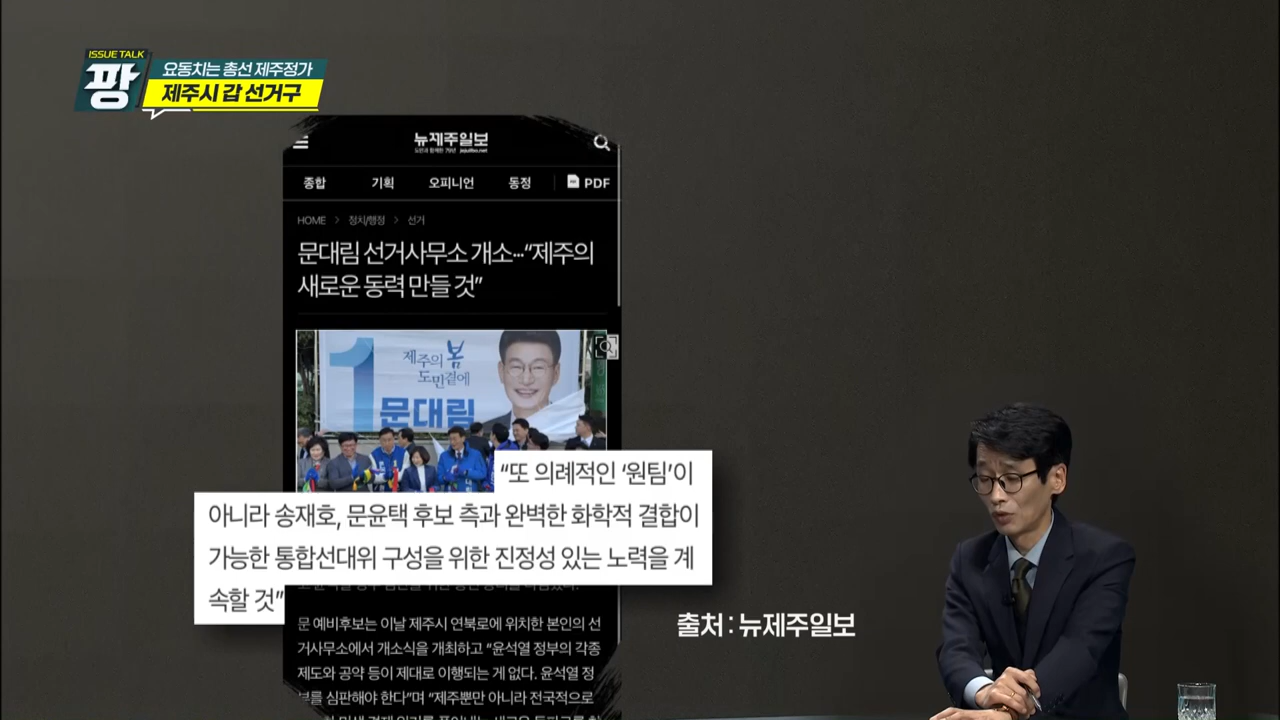 ISSUE TALK
팡
요동치는 총선 제주정가
제주시 갑 선거구
뉴제주일보
종합 기획 오피니언 동정 PDF
HOME > 정치/행정 > 선거
문대림 선거사무소 개소…“제주의
새로운 동력 만들 것”
1
제주의 봄
도민곁에
문대림
“또 의례적인 ‘원팀’이
아니라 송재호, 문윤택 후보 측과 완벽한 화학적 결합이
가능한 통합선대위 구성을 위한 진정성 있는 노력을 계
속할 것”
문 예비후보는 이날 제주시 연북로에 위치한 본인의 선
거사무소에서 개소식을 개최하고 “윤석열 정부의 각종
제도와 공약 등이 제대로 이행되는 게 없다. 윤석열 정
부를 심판해야 한다”며 “제주뿐만 아니라 전국적으로
출처 : 뉴제주일보